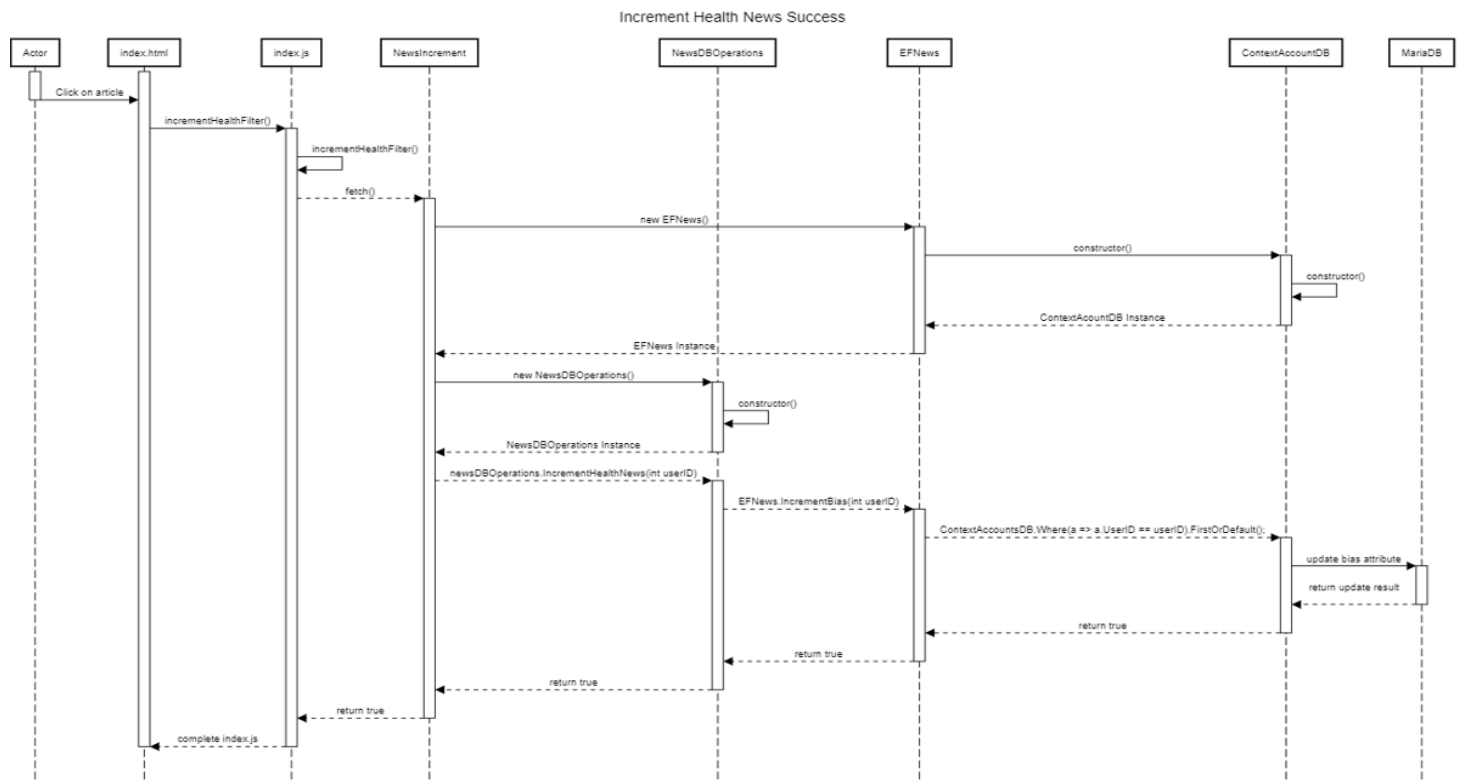 Increment Health News Success
Actor
index.html
index.js
NewsIncrement
NewsDBOperations
EFNews
ContextAccountDB
MariaDB
Click on article
incrementHealthFilter()
incrementHealthFilter()
fetch()
new EFNews()
constructor()
constructor()
ContextAcountDB Instance
EFNews Instance
new NewsDBOperations()
constructor()
NewsDBOperations Instance
newsDBOperations.IncrementHealthNews(int userID)
EFNews.IncrementBias(int userID)
ContextAccountsDB.Where(a => a.UserID == userID).FirstOrDefault();
update bias attribute
return update result
return true
return true
return true
return true
complete index.js